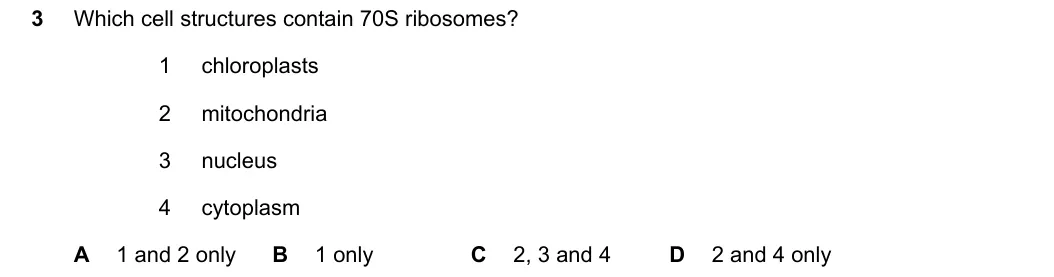 3 Which cell structures contain 70S ribosomes?
1 chloroplasts
2 mitochondria
3 nucleus
4 cytoplasm
A 1 and 2 only B 1 only C 2, 3 and 4 D 2 and 4 only